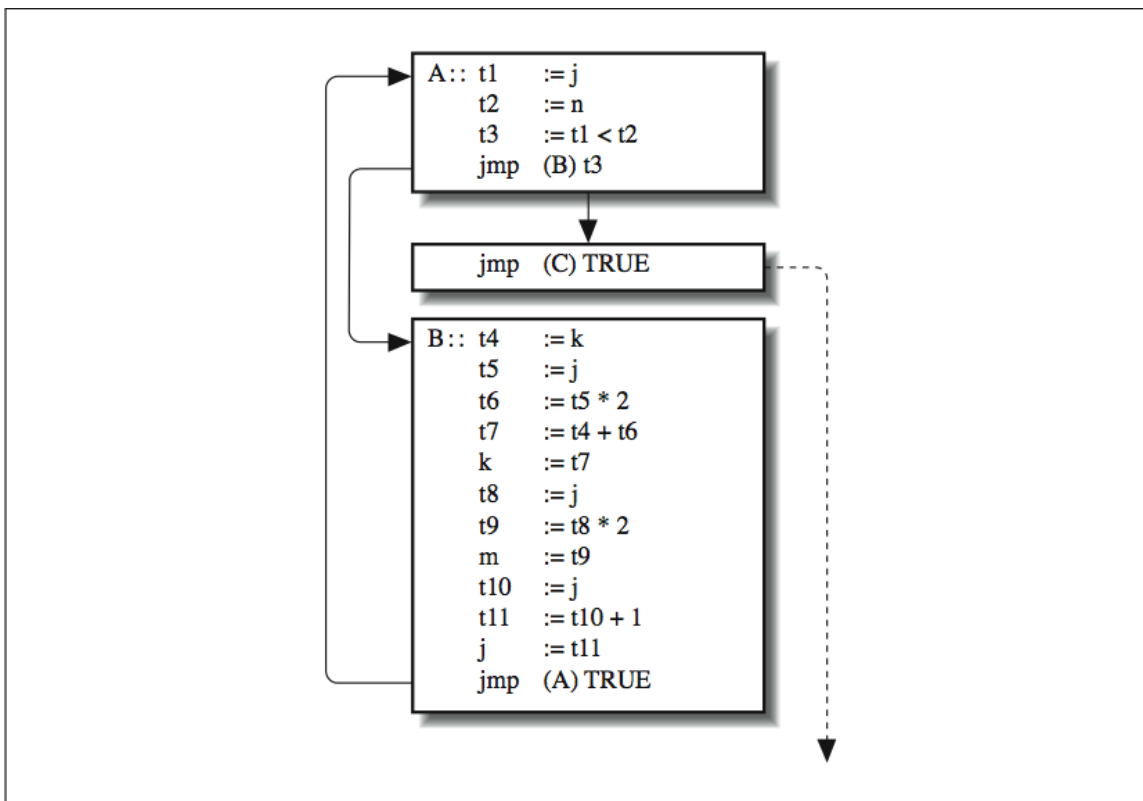 A:: t1 := j
t2 := n
t3 := t1 < t2
jmp (B) t3
jmp (C) TRUE
B:: t4 := k
t5 := j
t6 := t5 * 2
t7 := t4 + t6
k := t7
t8 := j
t9 := t8 * 2
m := t9
t10 := j
t11 := t10 + 1
j := t11
jmp (A) TRUE